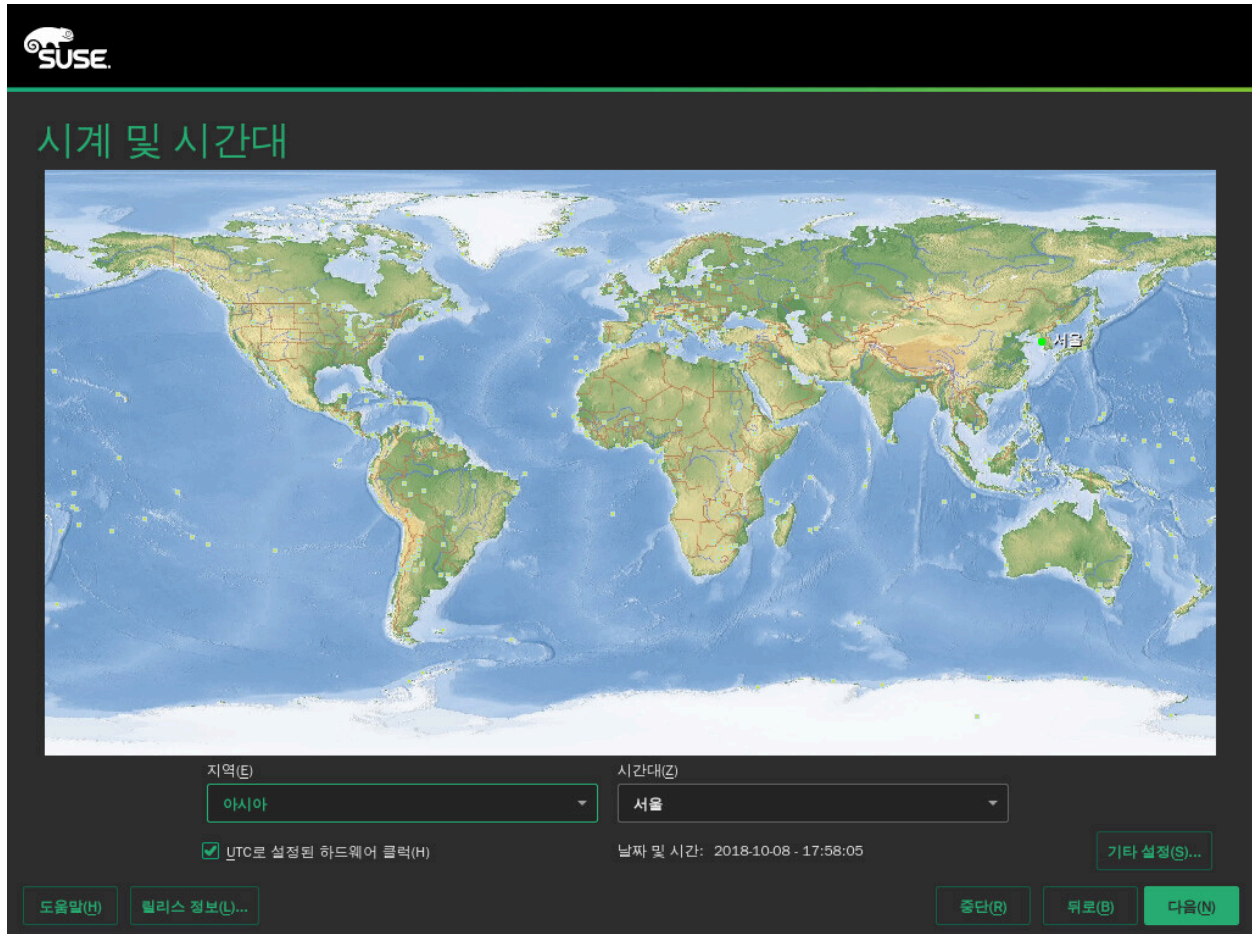 SUSE.
시계 및 시간대
서울
지역(E)
시간대(Z)
아시아
서울
UTC로 설정된 하드웨어 클럭(H)
날짜 및 시간: 2018-10-08 - 17:58:05
기타 설정(S)...
도움말(H)
릴리스 정보(L)...
중단(R)
뒤로(B)
다음(N)